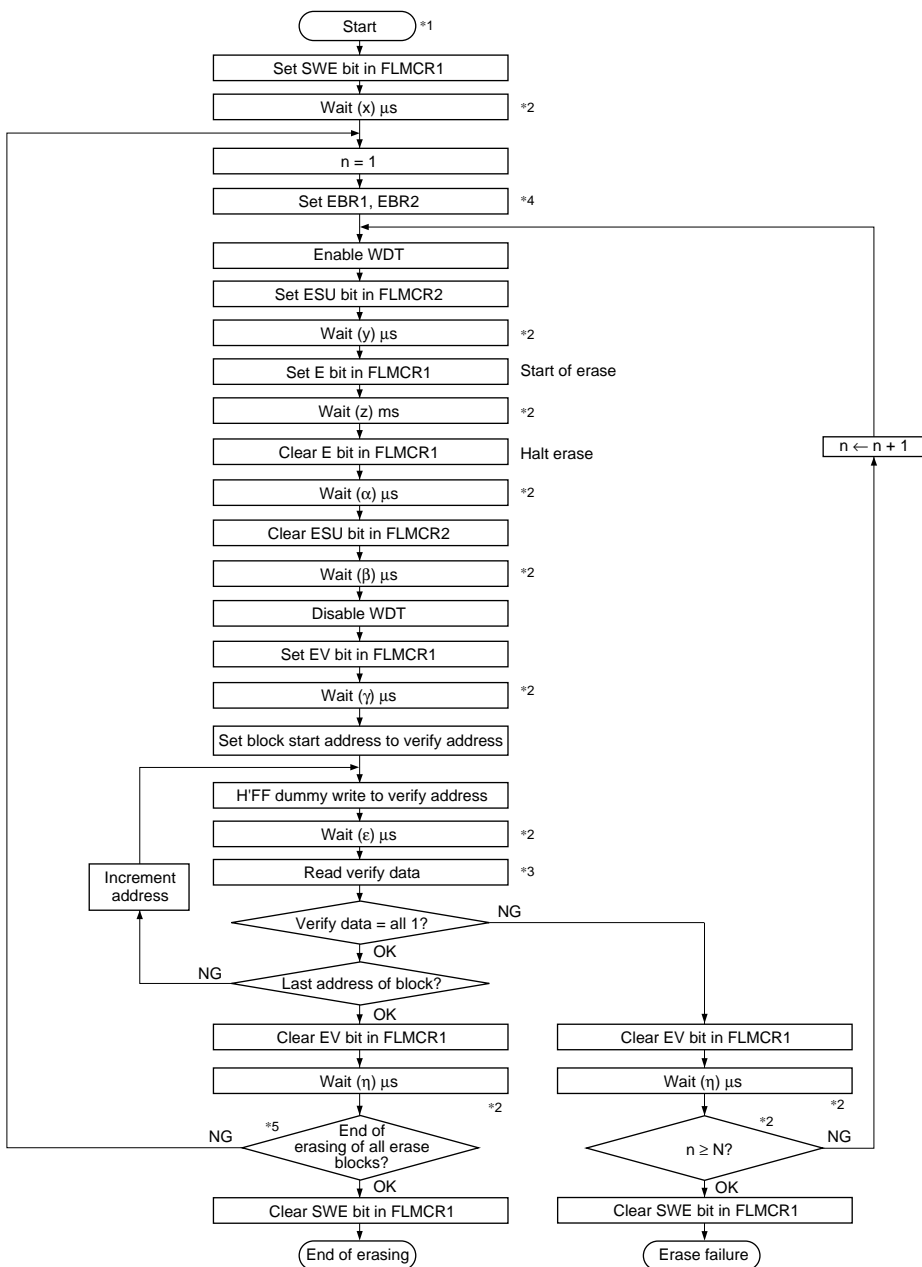 Start *1
Set SWE bit in FLMCR1
Wait (x) μs *2
n = 1
Set EBR1, EBR2 *4
Enable WDT
Set ESU bit in FLMCR2
Wait (y) μs *2
Set E bit in FLMCR1 Start of erase
Wait (z) ms *2
Clear E bit in FLMCR1 Halt erase
n ← n + 1
Wait (α) μs *2
Clear ESU bit in FLMCR2
Wait (β) μs *2
Disable WDT
Set EV bit in FLMCR1
Wait (γ) μs *2
Set block start address to verify address
H'FF dummy write to verify address
Wait (ε) μs *2
Increment
address
Read verify data *3
Verify data = all 1? NG
OK
NG Last address of block?
OK
Clear EV bit in FLMCR1 Clear EV bit in FLMCR1
Wait (η) μs Wait (η) μs
*2 *2
NG *5 End of
erasing of all erase
blocks?
*2 n ≥ N? NG
OK OK
Clear SWE bit in FLMCR1 Clear SWE bit in FLMCR1
End of erasing Erase failure